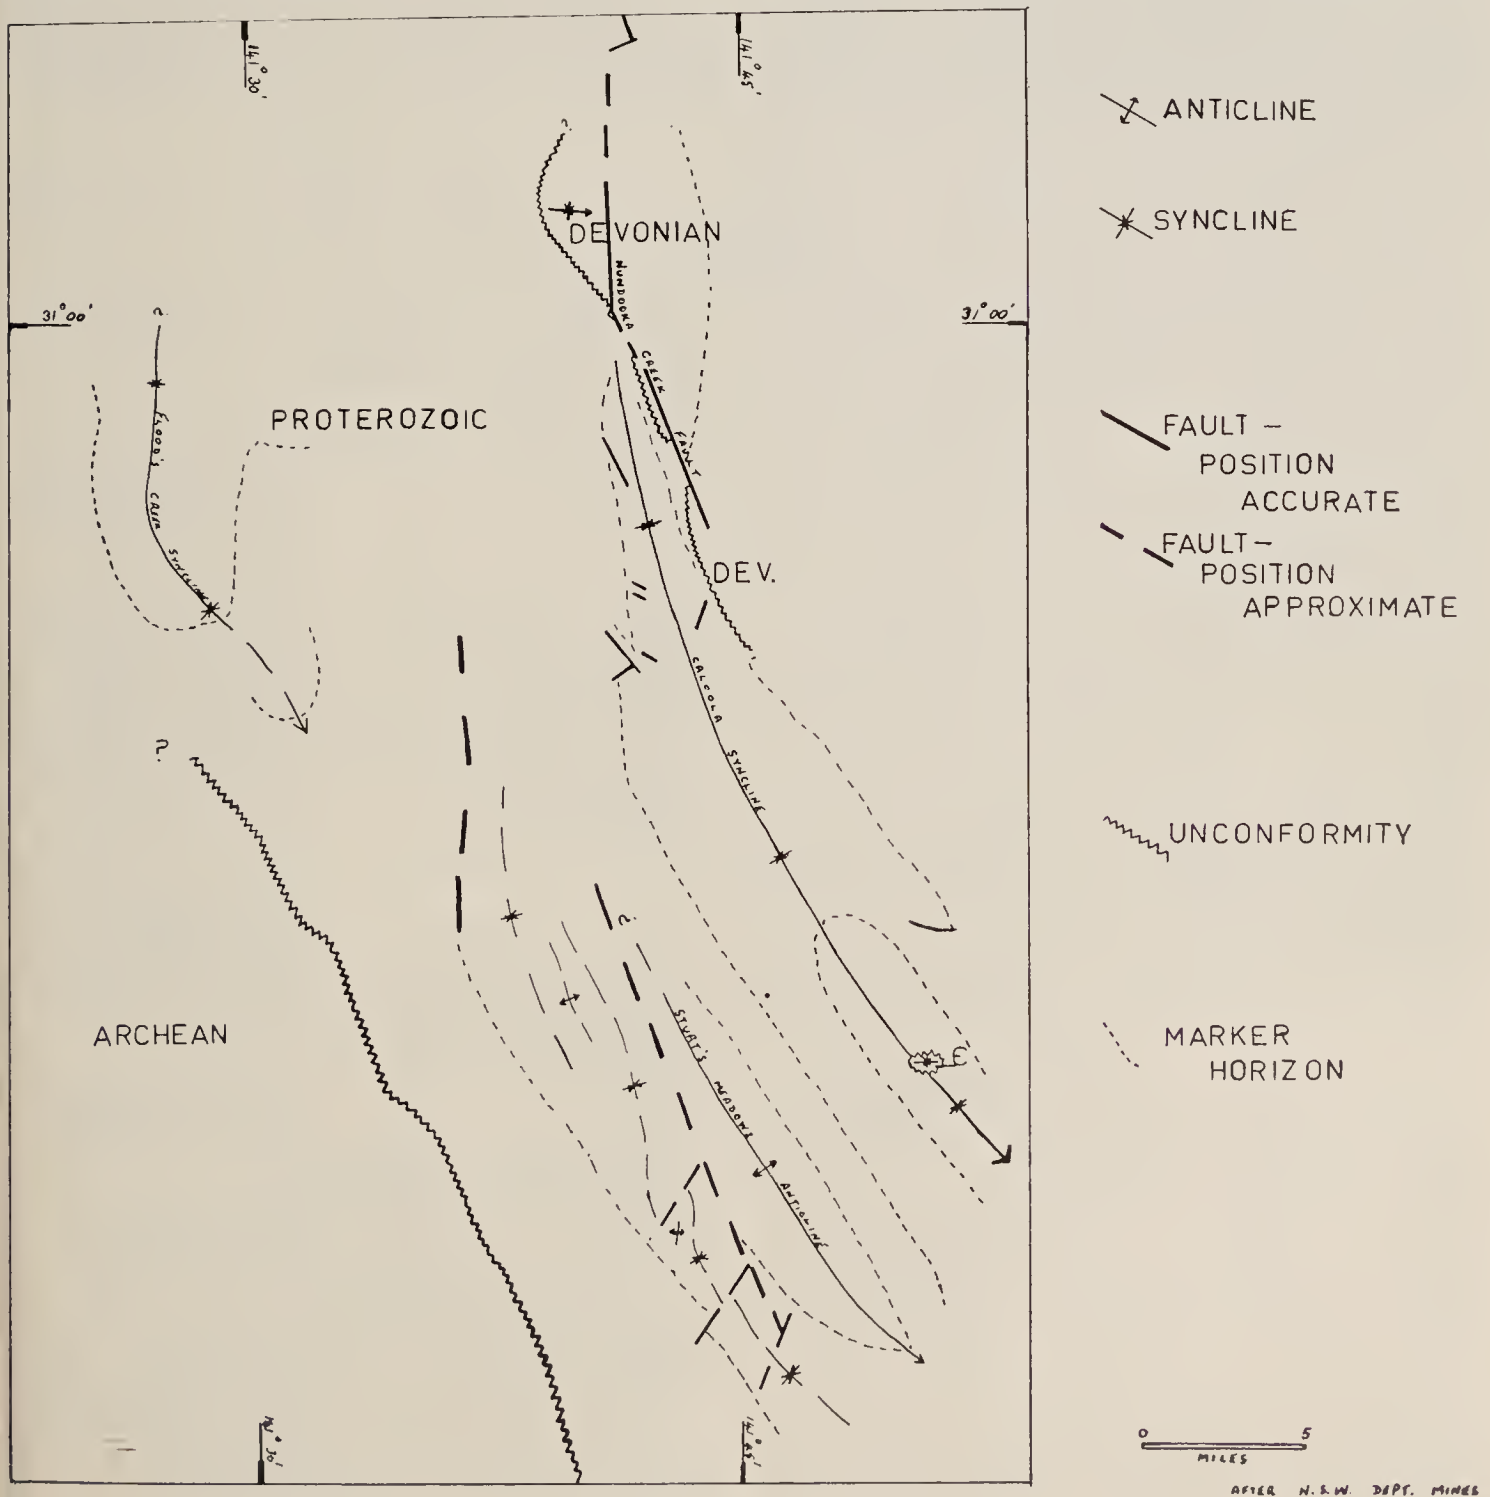 141° 30'
141° 45'
ANTICLINE
SYNCLINE
?
DEVONIAN
NUNDOOKA CREEK FAULT
31° 00'
31° 00'
?
FLOOD'S CREEK SYNCLINE
PROTEROZOIC
FAULT –
POSITION
ACCURATE
FAULT –
POSITION
APPROXIMATE
DEV.
CALOOLA SYNCLINE
?
UNCONFORMITY
?
STURT'S MEADOWS ANTICLINE
ARCHEAN
Є
MARKER
HORIZON
141° 30'
141° 45'
0 5
MILES
AFTER N.S.W. DEPT. MINES